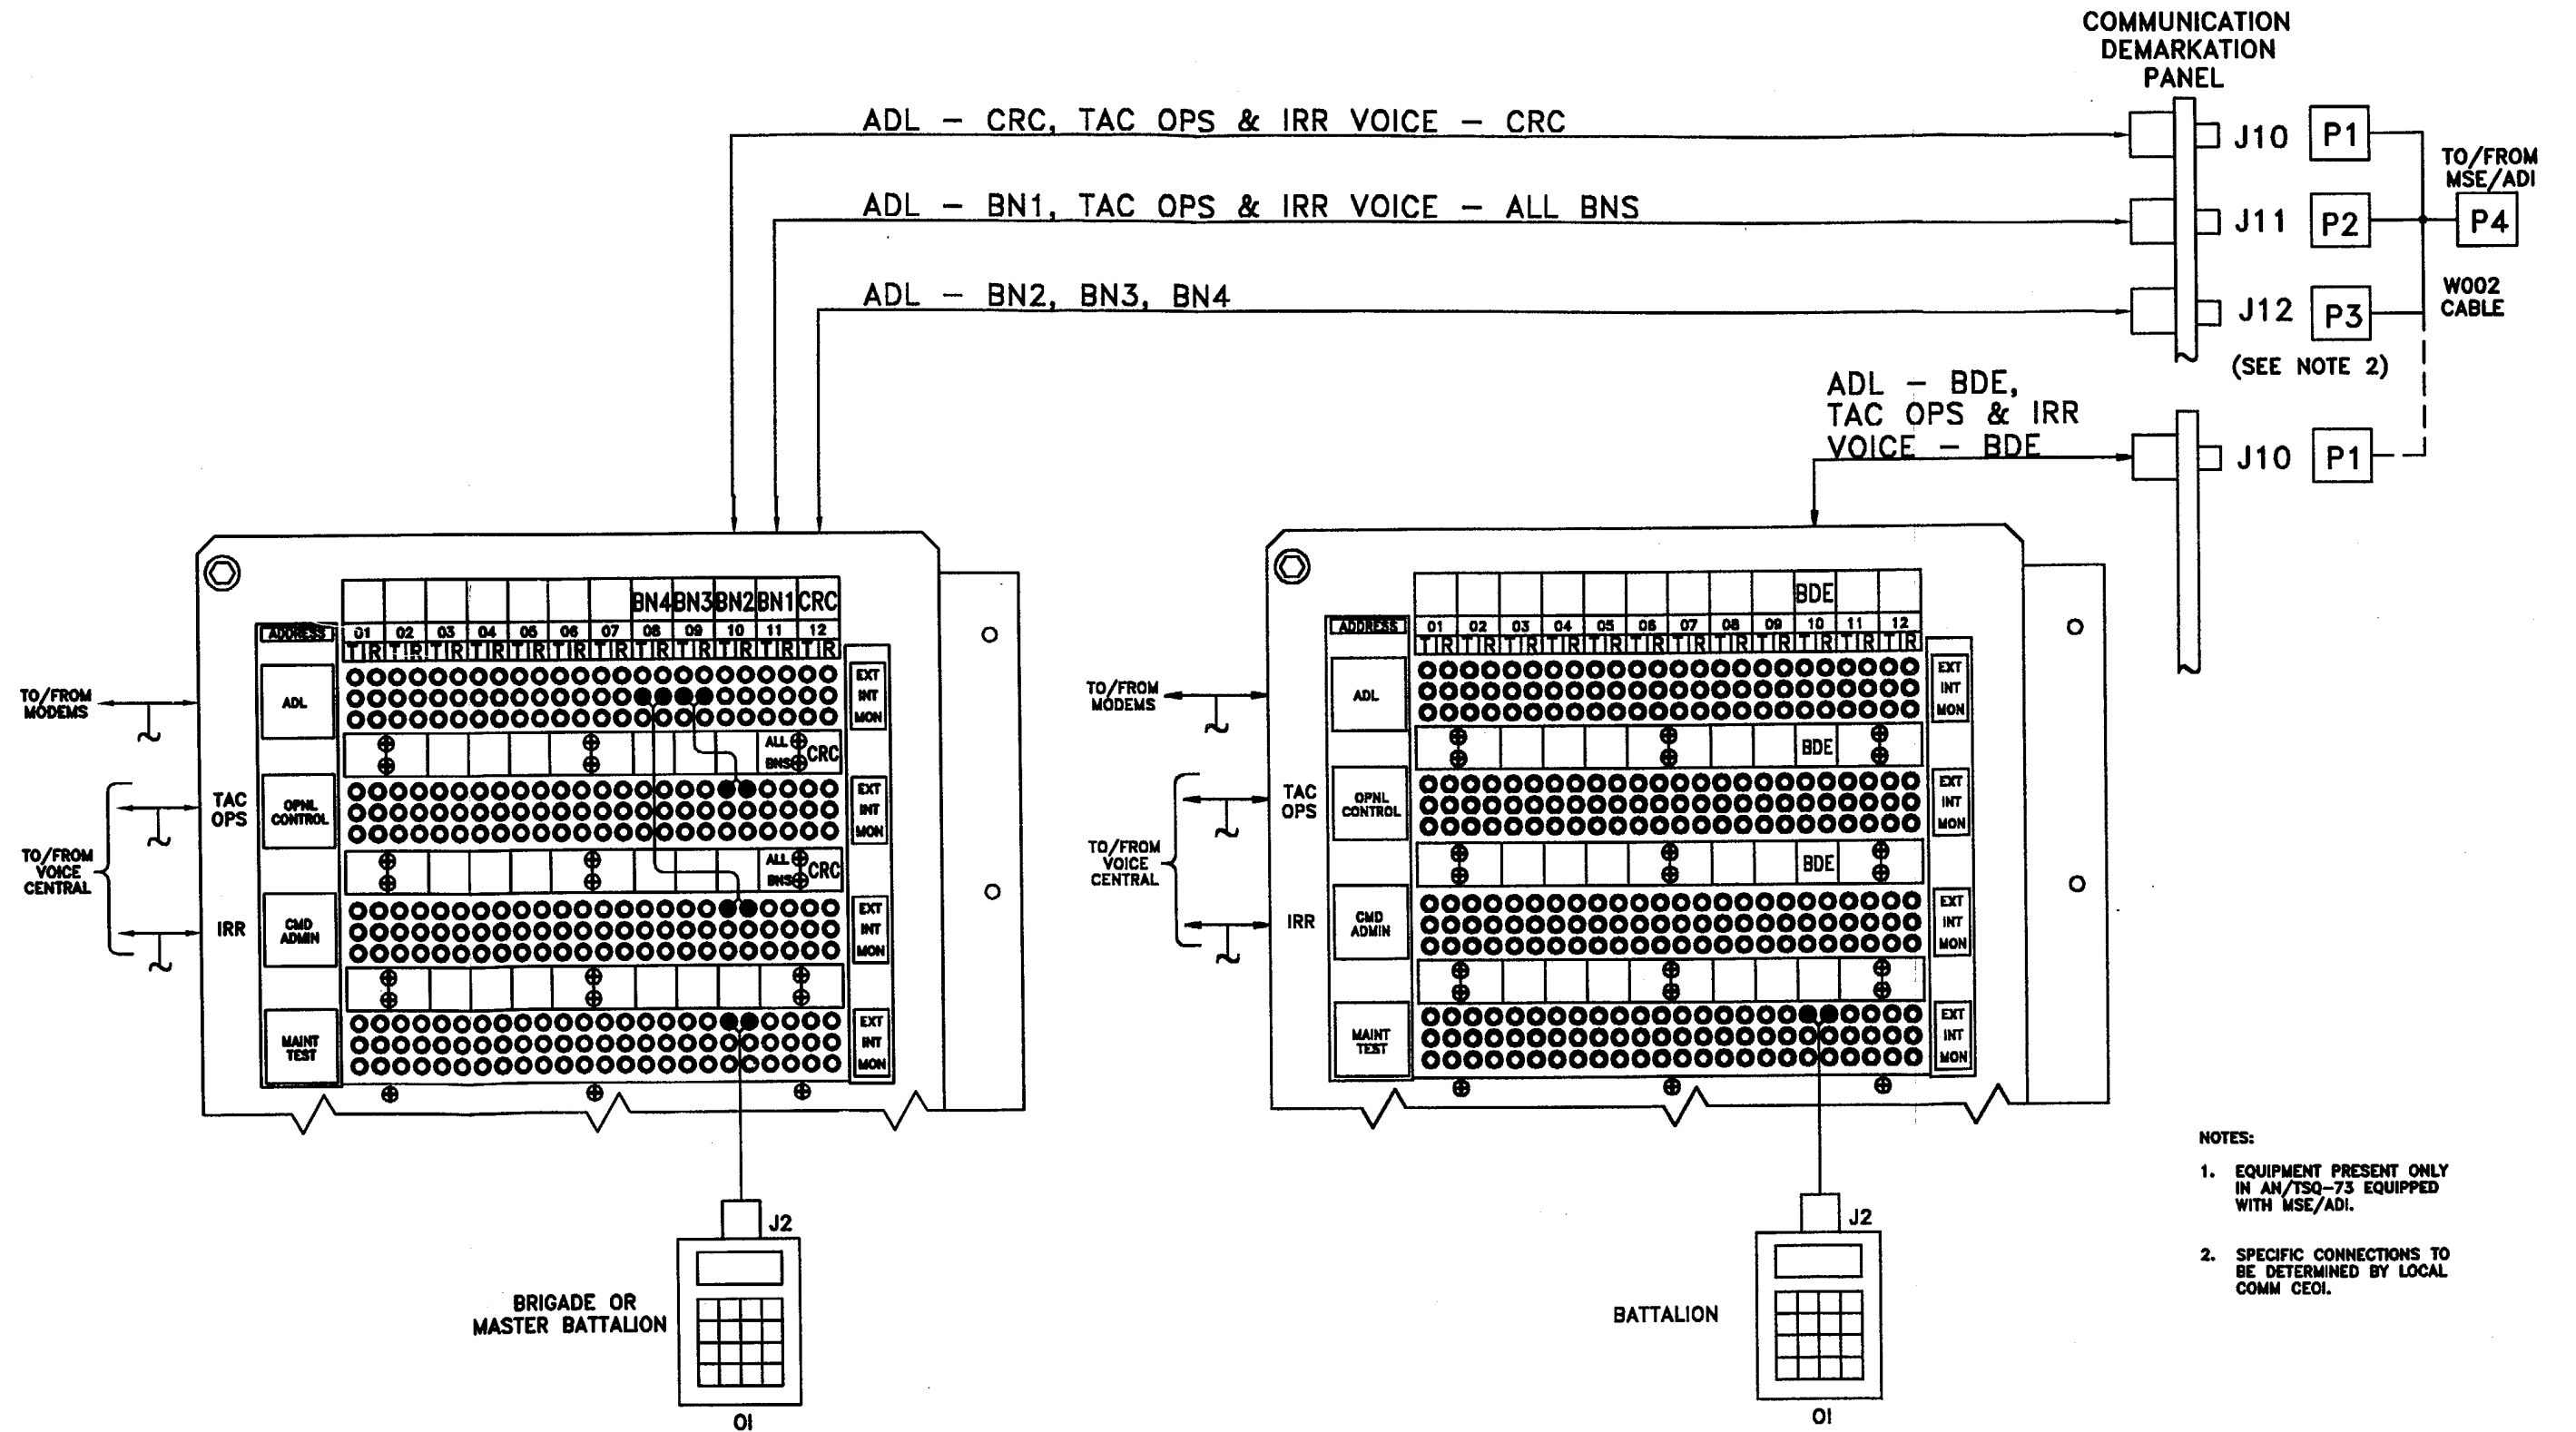 COMMUNICATION
DEMARKATION
PANEL
ADL - CRC, TAC OPS & IRR VOICE - CRC
J10
P1
TO/FROM
MSE/ADI
ADL - BN1, TAC OPS & IRR VOICE - ALL BNS
J11
P2
P4
ADL - BN2, BN3, BN4
J12
P3
W002
CABLE
(SEE NOTE 2)
ADL - BDE,
TAC OPS & IRR
VOICE - BDE
J10
P1
BN4 BN3 BN2 BN1 CRC
ADDRESS 01 02 03 04 05 06 07 08 09 10 11 12
T R T R T R T R T R T R T R T R T R T R T R T R
TO/FROM
MODEMS
ADL
EXT
INT
MON
ALL
BNS
CRC
TAC
OPS
OPNL
CONTROL
EXT
INT
MON
TO/FROM
VOICE
CENTRAL
ALL
BNS
CRC
IRR
CMD
ADMIN
EXT
INT
MON
MAINT
TEST
EXT
INT
MON
J2
BRIGADE OR
MASTER BATTALION
OI
BDE
ADDRESS 01 02 03 04 05 06 07 08 09 10 11 12
T R T R T R T R T R T R T R T R T R T R T R T R
TO/FROM
MODEMS
ADL
EXT
INT
MON
BDE
TAC
OPS
OPNL
CONTROL
EXT
INT
MON
TO/FROM
VOICE
CENTRAL
BDE
IRR
CMD
ADMIN
EXT
INT
MON
MAINT
TEST
EXT
INT
MON
J2
BATTALION
OI
NOTES:
1. EQUIPMENT PRESENT ONLY
IN AN/TSQ-73 EQUIPPED
WITH MSE/ADI.
2. SPECIFIC CONNECTIONS TO
BE DETERMINED BY LOCAL
COMM CEOI.